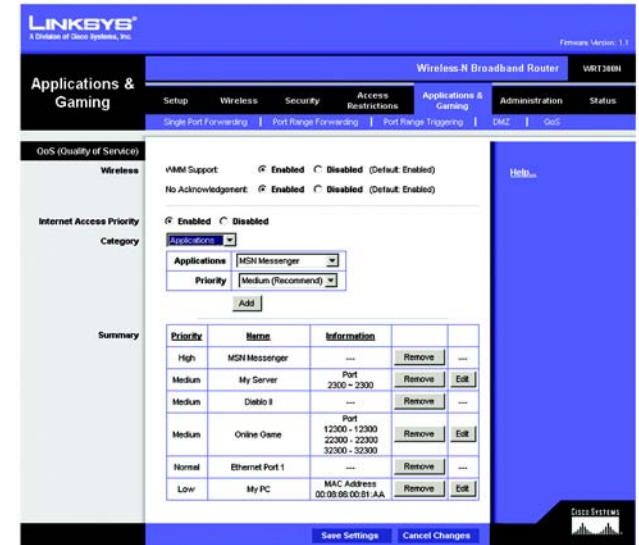 LINKSYS®
A Division of Cisco Systems, Inc.
Firmware Version: 1.1
Wireless-N Broadband Router
WRT300N
Applications & Gaming
Setup
Wireless
Security
Access Restrictions
Applications & Gaming
Administration
Status
Single Port Forwarding | Port Range Forwarding | Port Range Triggering | DMZ | QoS
QoS (Quality of Service)
Wireless
WMM Support: Enabled Disabled (Default: Enabled)
Help...
No Acknowledgement: Enabled Disabled (Default: Enabled)
Internet Access Priority
Enabled Disabled
Category
Applications
Applications MSN Messenger
Priority Medium (Recommend)
Add
Summary
Priority Name Information
High MSN Messenger --- Remove ---
Medium My Server Port 2300 ~ 2300 Remove Edit
Medium Diablo II --- Remove ---
Medium Online Game Port 12300 - 12300 22300 - 22300 32300 - 32300 Remove Edit
Normal Ethernet Port 1 --- Remove ---
Low My PC MAC Address 00:08:86:00:81:AA Remove Edit
Save Settings
Cancel Changes
CISCO SYSTEMS